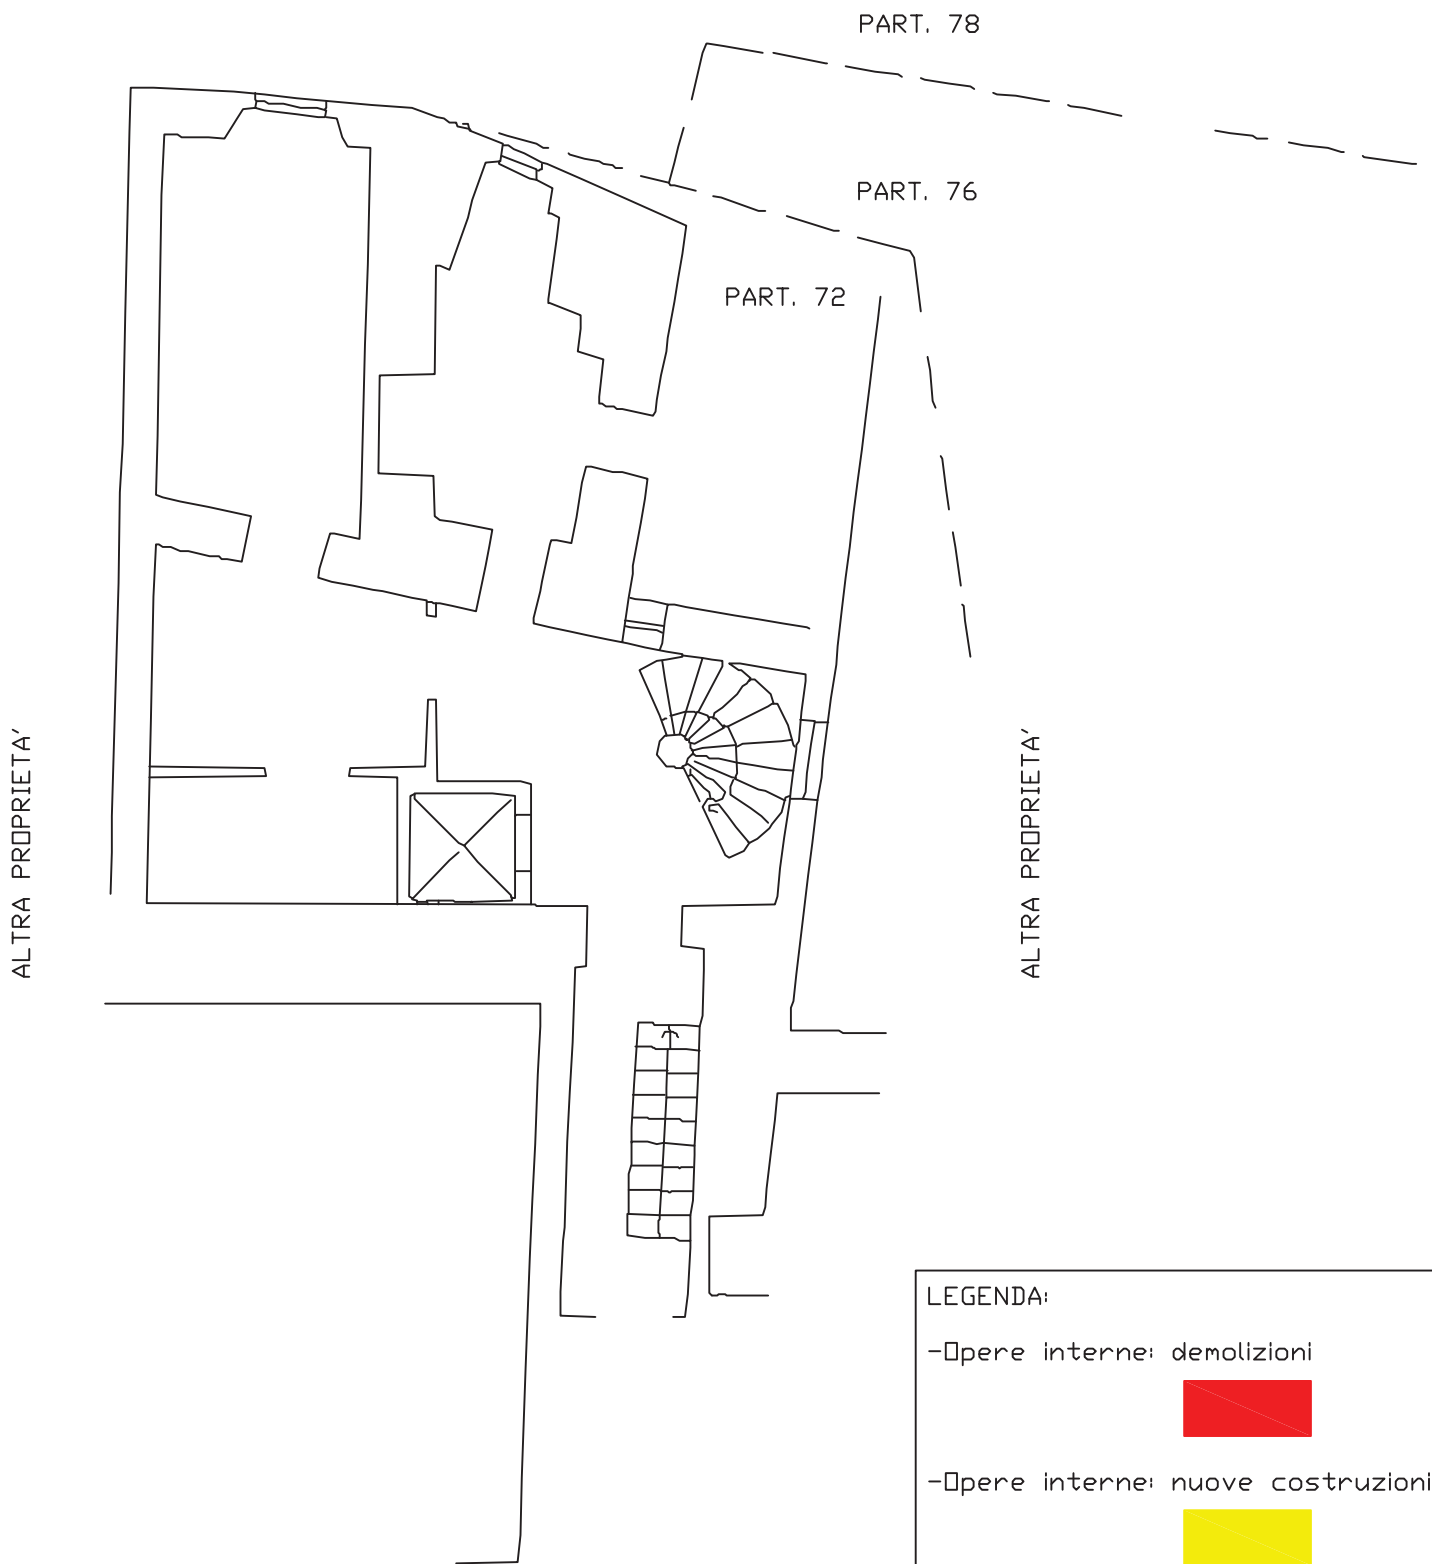 PART. 78
PART. 76
PART. 72
ALTRA PROPRIETA'
ALTRA PROPRIETA'
LEGENDA:
-Opere interne: demolizioni
-Opere interne: nuove costruzioni